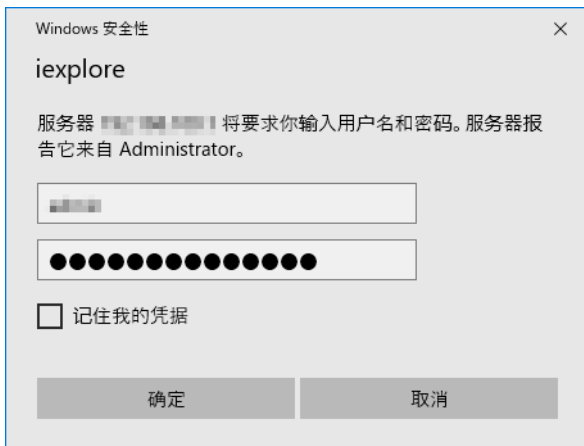 Windows 安全性
iexplore
服务器 将要求你输入用户名和密码。服务器报
告它来自 Administrator。
●●●●●●●●●●●●●●
记住我的凭据
确定
取消